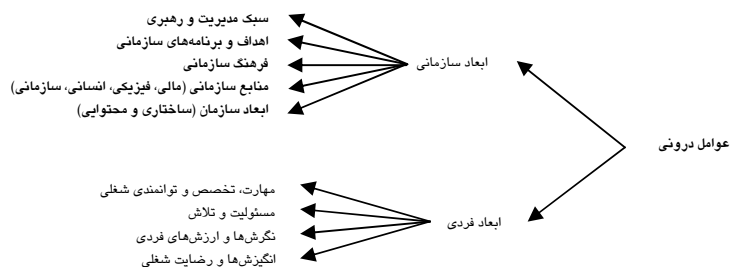 عوامل درونی
ابعاد سازمانی
سبک مدیریت و رهبری
اهداف و برنامه‌های سازمانی
فرهنگ سازمانی
منابع سازمانی (مالی، فیزیکی، انسانی، سازمانی)
ابعاد سازمان (ساختاری و محتوایی)
ابعاد فردی
مهارت، تخصص و توانمندی شغلی
مسئولیت و تلاش
نگرش‌ها و ارزش‌های فردی
انگیزش‌ها و رضایت شغلی